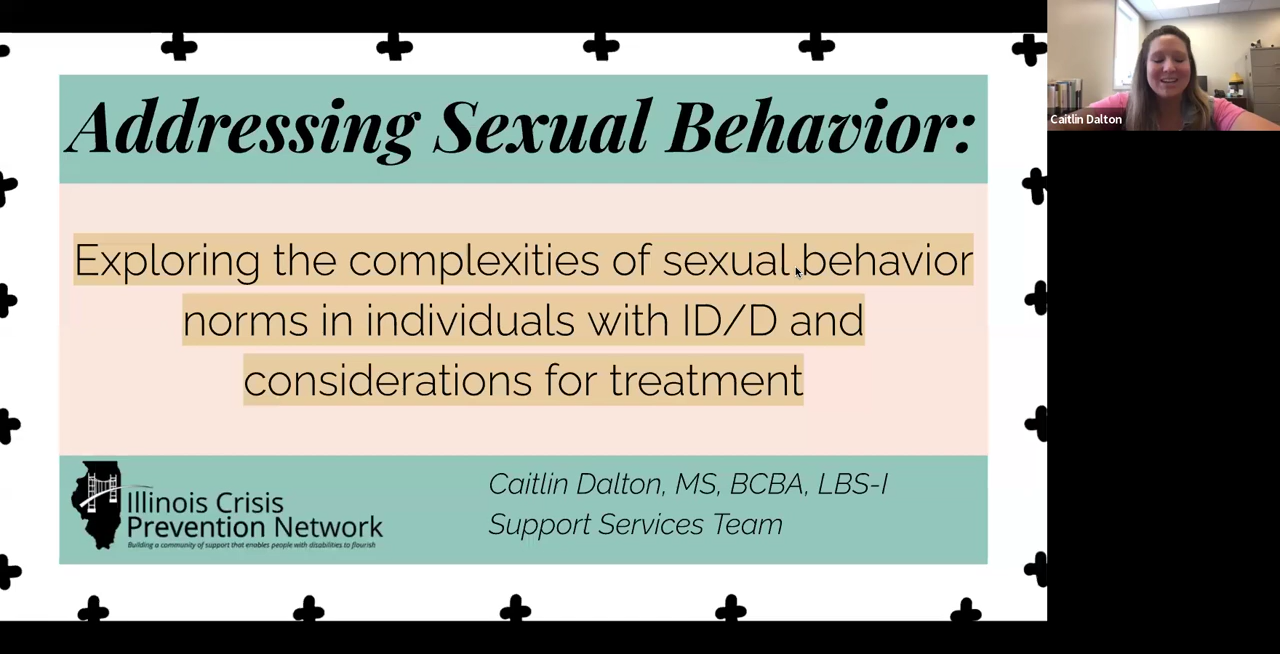 Addressing Sexual Behavior:
Exploring the complexities of sexual behavior
norms in individuals with ID/D and
considerations for treatment
Illinois Crisis
Prevention Network
Building a community of support that enables people with disabilities to flourish
Caitlin Dalton, MS, BCBA, LBS-I
Support Services Team
Caitlin Dalton